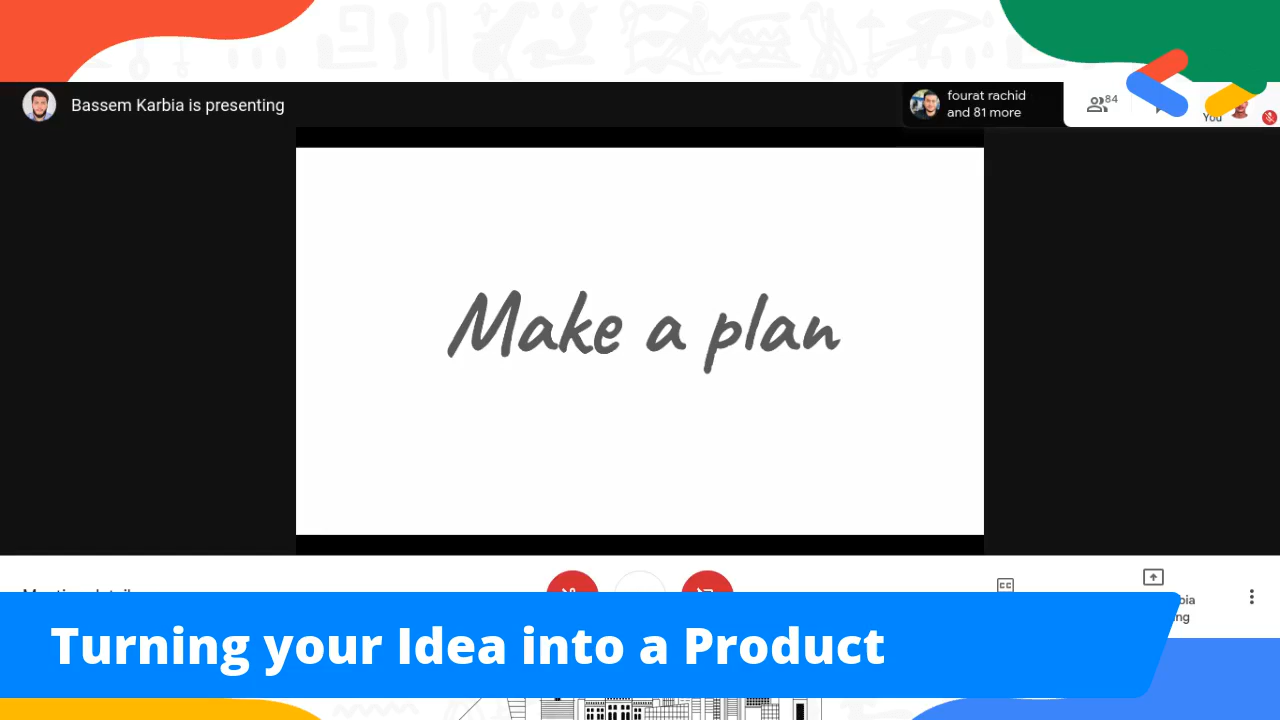 Bassem Karbia is presenting
fourat rachid
and 81 more
84
You
Make a plan
Turning your Idea into a Product